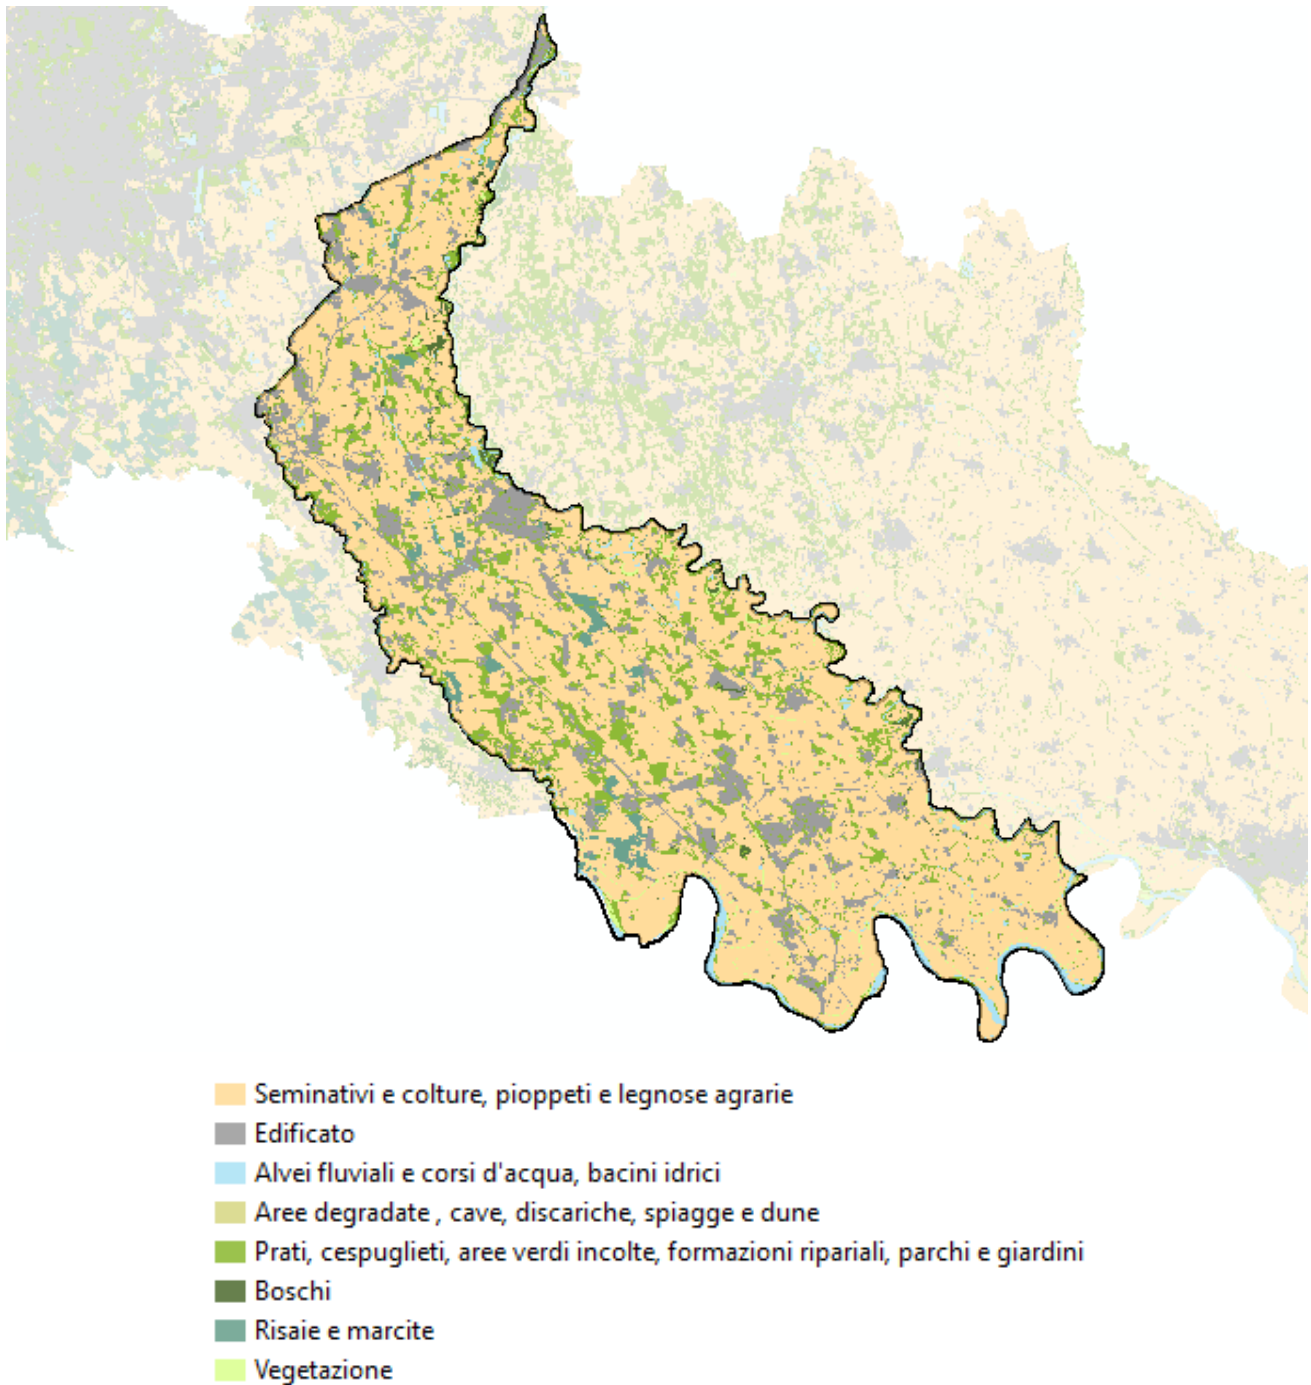 Seminativi e colture, pioppeti e legnose agrarie
Edificato
Alvei fluviali e corsi d'acqua, bacini idrici
Aree degradate , cave, discariche, spiagge e dune
Prati, cespuglieti, aree verdi incolte, formazioni ripariali, parchi e giardini
Boschi
Risaie e marcite
Vegetazione